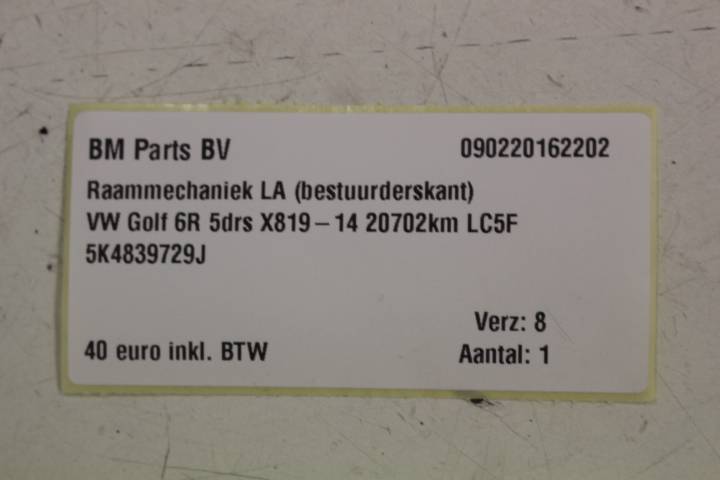 BM Parts BV 090220162202
Raammechaniek LA (bestuurderskant)
VW Golf 6R 5drs X819-14 20702km LC5F
5K4839729J
Verz: 8
40 euro inkl. BTW Aantal: 1